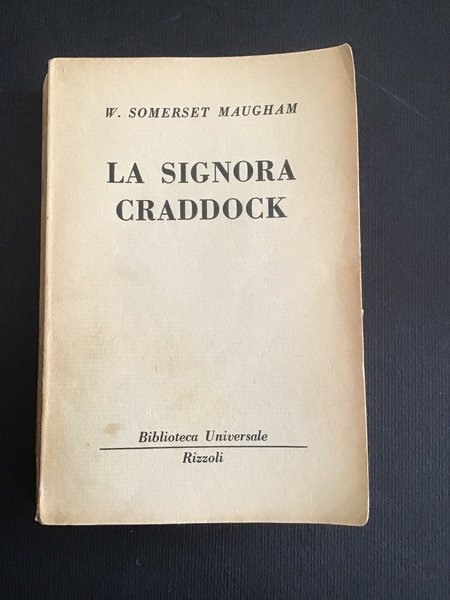 W. SOMERSET MAUGHAM
LA SIGNORA
CRADDOCK
Biblioteca Universale
Rizzoli